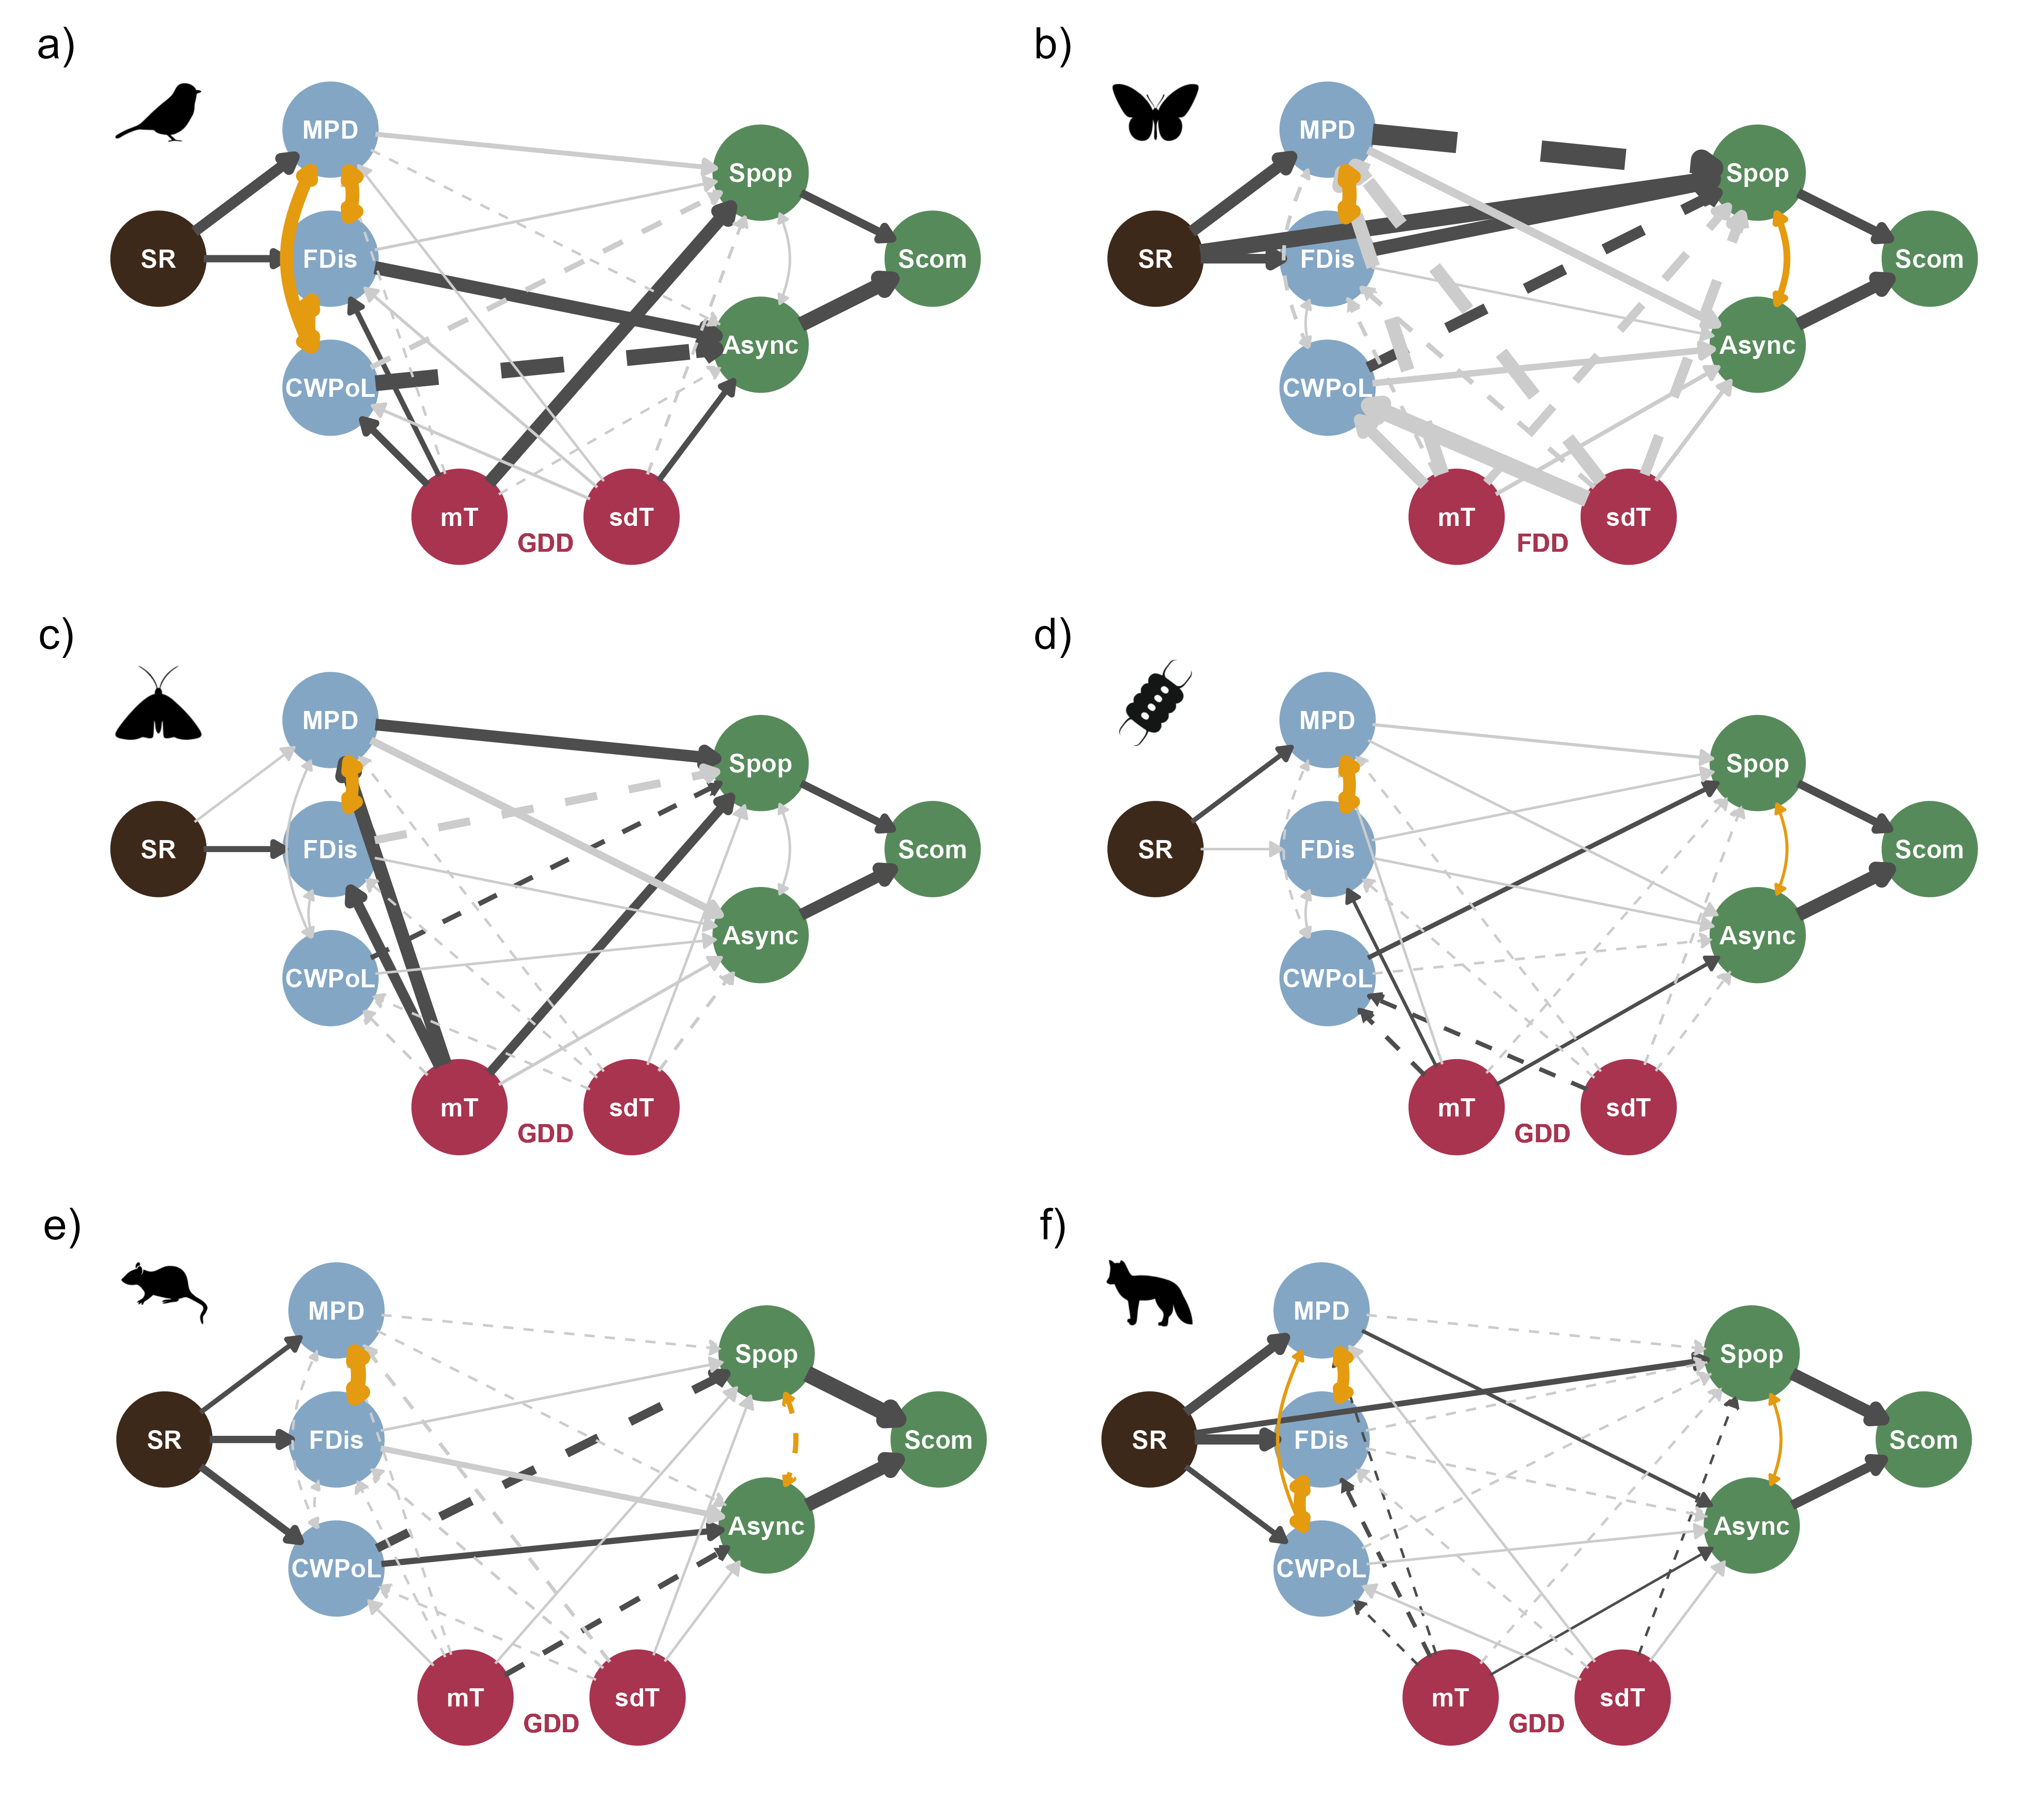 a)
MPD
Spop
SR
FDis
Scom
Async
CWPoL
mT
sdT
GDD
b)
MPD
Spop
SR
FDis
Scom
Async
CWPoL
mT
sdT
FDD
c)
MPD
Spop
SR
FDis
Scom
Async
CWPoL
mT
sdT
GDD
d)
MPD
Spop
SR
FDis
Scom
Async
CWPoL
mT
sdT
GDD
e)
MPD
Spop
SR
FDis
Scom
Async
CWPoL
mT
sdT
GDD
f)
MPD
Spop
SR
FDis
Scom
Async
CWPoL
mT
sdT
GDD